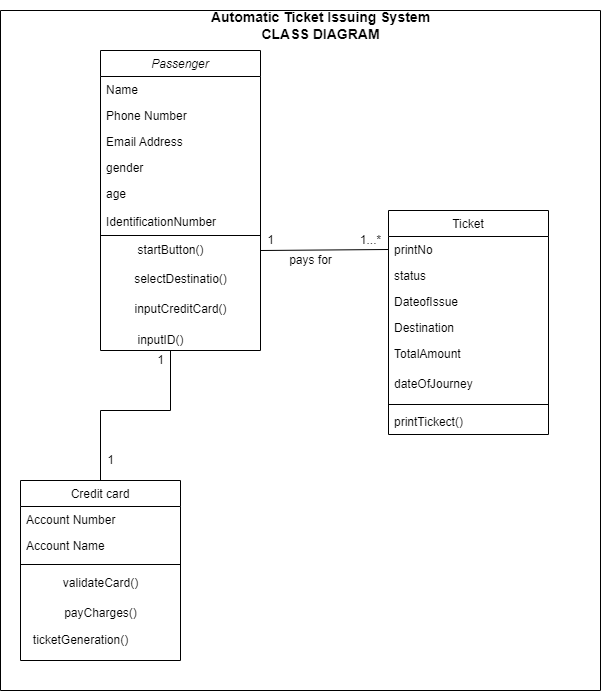 Automatic Ticket Issuing System
CLASS DIAGRAM
Passenger
Name
Phone Number
Email Address
gender
age
IdentificationNumber
startButton()
selectDestinatio()
inputCreditCard()
inputID()
1
1...*
pays for
Ticket
printNo
status
DateofIssue
Destination
TotalAmount
dateOfJourney
printTickect()
1
1
Credit card
Account Number
Account Name
validateCard()
payCharges()
ticketGeneration()